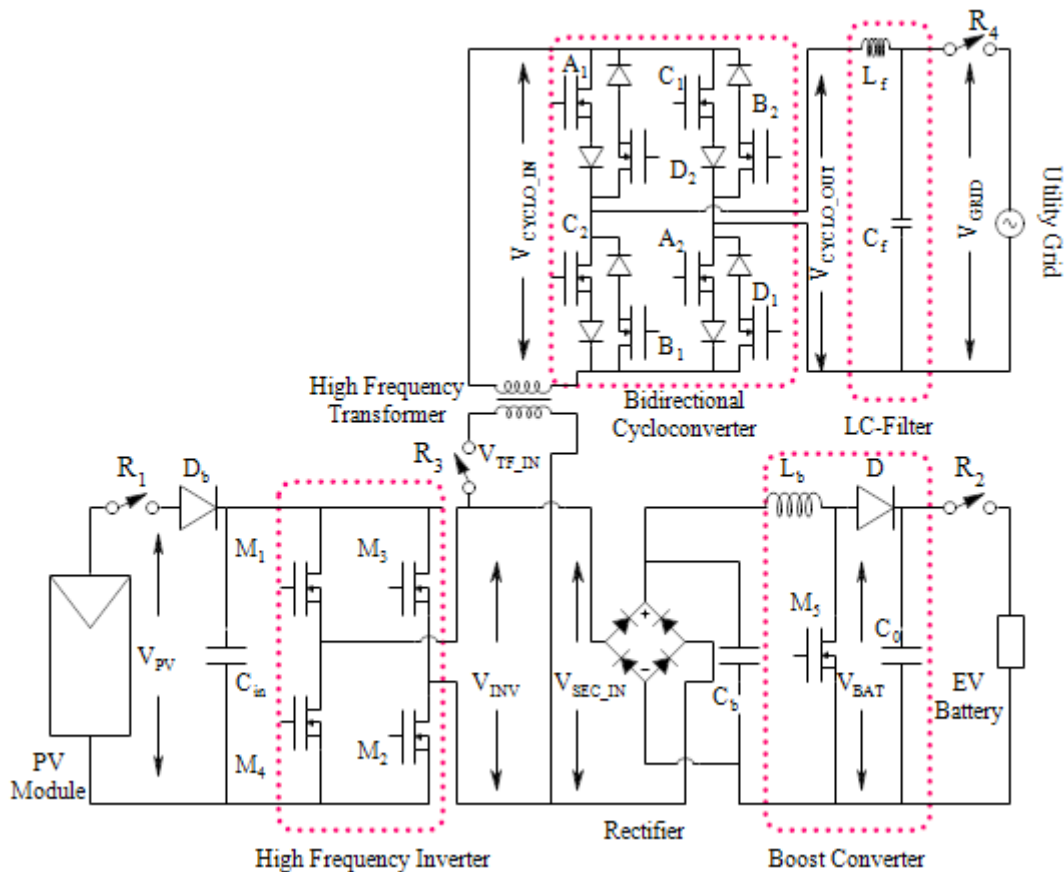 A1
C1
B2
D2
C2
A2
D1
B1
VCYCLO_IN
VCYCLO_OUT
Lf
Cf
R4
VGRID
Utility Grid
High Frequency
Transformer
Bidirectional
Cycloconverter
LC-Filter
R1
Db
R3
VTF_IN
Lb
D
R2
M1
M3
M5
VPV
Cin
VINV
VSEC_IN
Cb
VBAT
C0
EV
Battery
M4
M2
PV
Module
Rectifier
High Frequency Inverter
Boost Converter
+
-